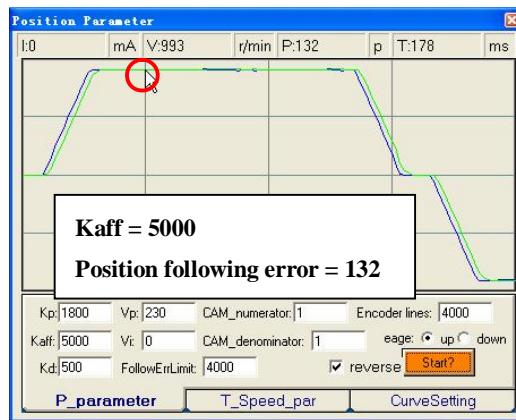 Position Parameter
I:0 mA V:993 r/min P:132 p T:178 ms
Kaff = 5000
Position following error = 132
Kp: 1800 Vp: 230 CAM_numerator: 1 Encoder lines: 4000
Kaff: 5000 Vi: 0 CAM_denominator: 1 eage: up down
Kd: 500 FollowErrLimit: 4000 reverse Start?
P_parameter T_Speed_par CurveSetting